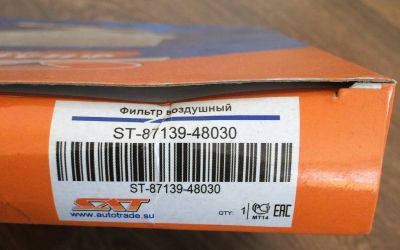 Фильтр воздушный
ST-87139-48030
ST-87139-48030
SAT
www.autotrade.su
QTY: 1
МТ14
EAC